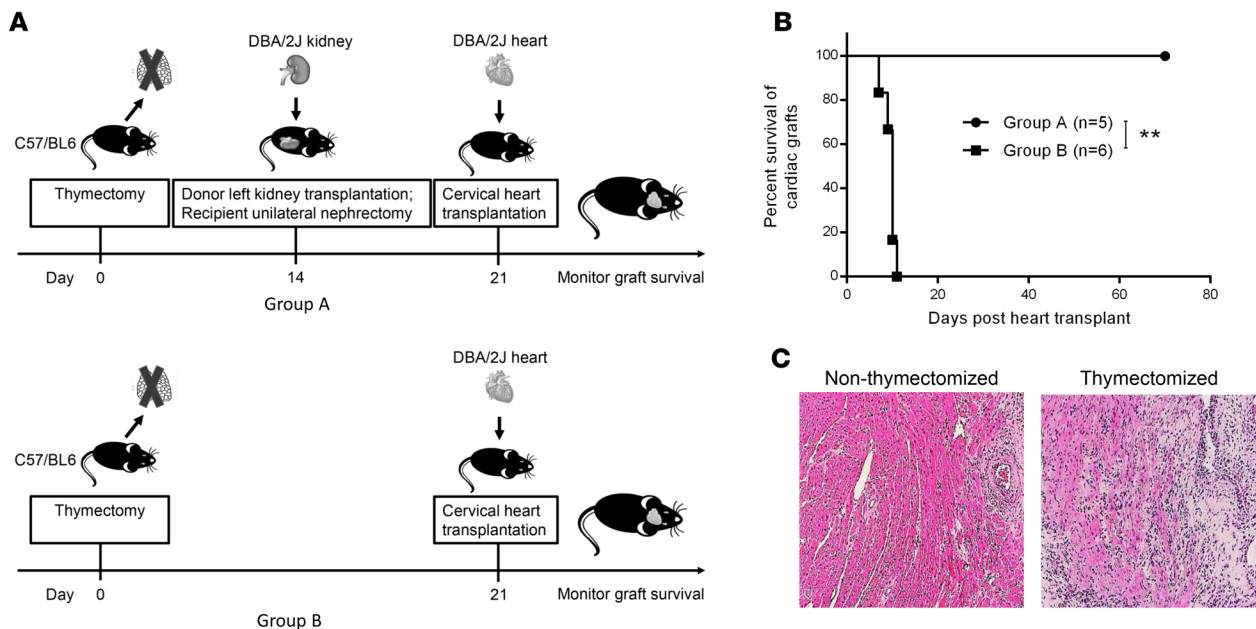 A
DBA/2J kidney
DBA/2J heart
C57/BL6
Thymectomy
Donor left kidney transplantation;
Recipient unilateral nephrectomy
Cervical heart
transplantation
Day
0
14
21
Monitor graft survival
Group A
DBA/2J heart
C57/BL6
Thymectomy
Cervical heart
transplantation
Day
0
21
Monitor graft survival
Group B
B
Percent survival of
cardiac grafts
100
80
60
40
20
0
0
20
40
60
80
Days post heart transplant
Group A (n=5)
Group B (n=6)
**
C
Non-thymectomized
Thymectomized